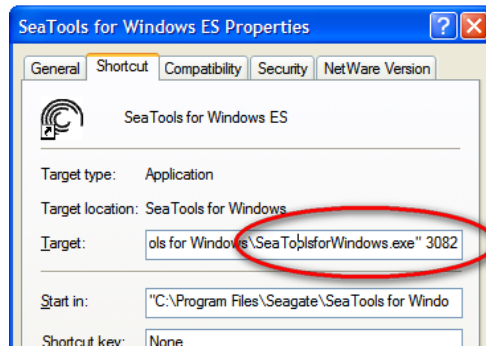 SeaTools for Windows ES Properties
General Shortcut Compatibility Security NetWare Version
SeaTools for Windows ES
Target type: Application
Target location: SeaTools for Windows
Target: ols for Windows\SeaToolsforWindows.exe" 3082
Start in: "C:\Program Files\Seagate\SeaTools for Windo
Shortcut key: None